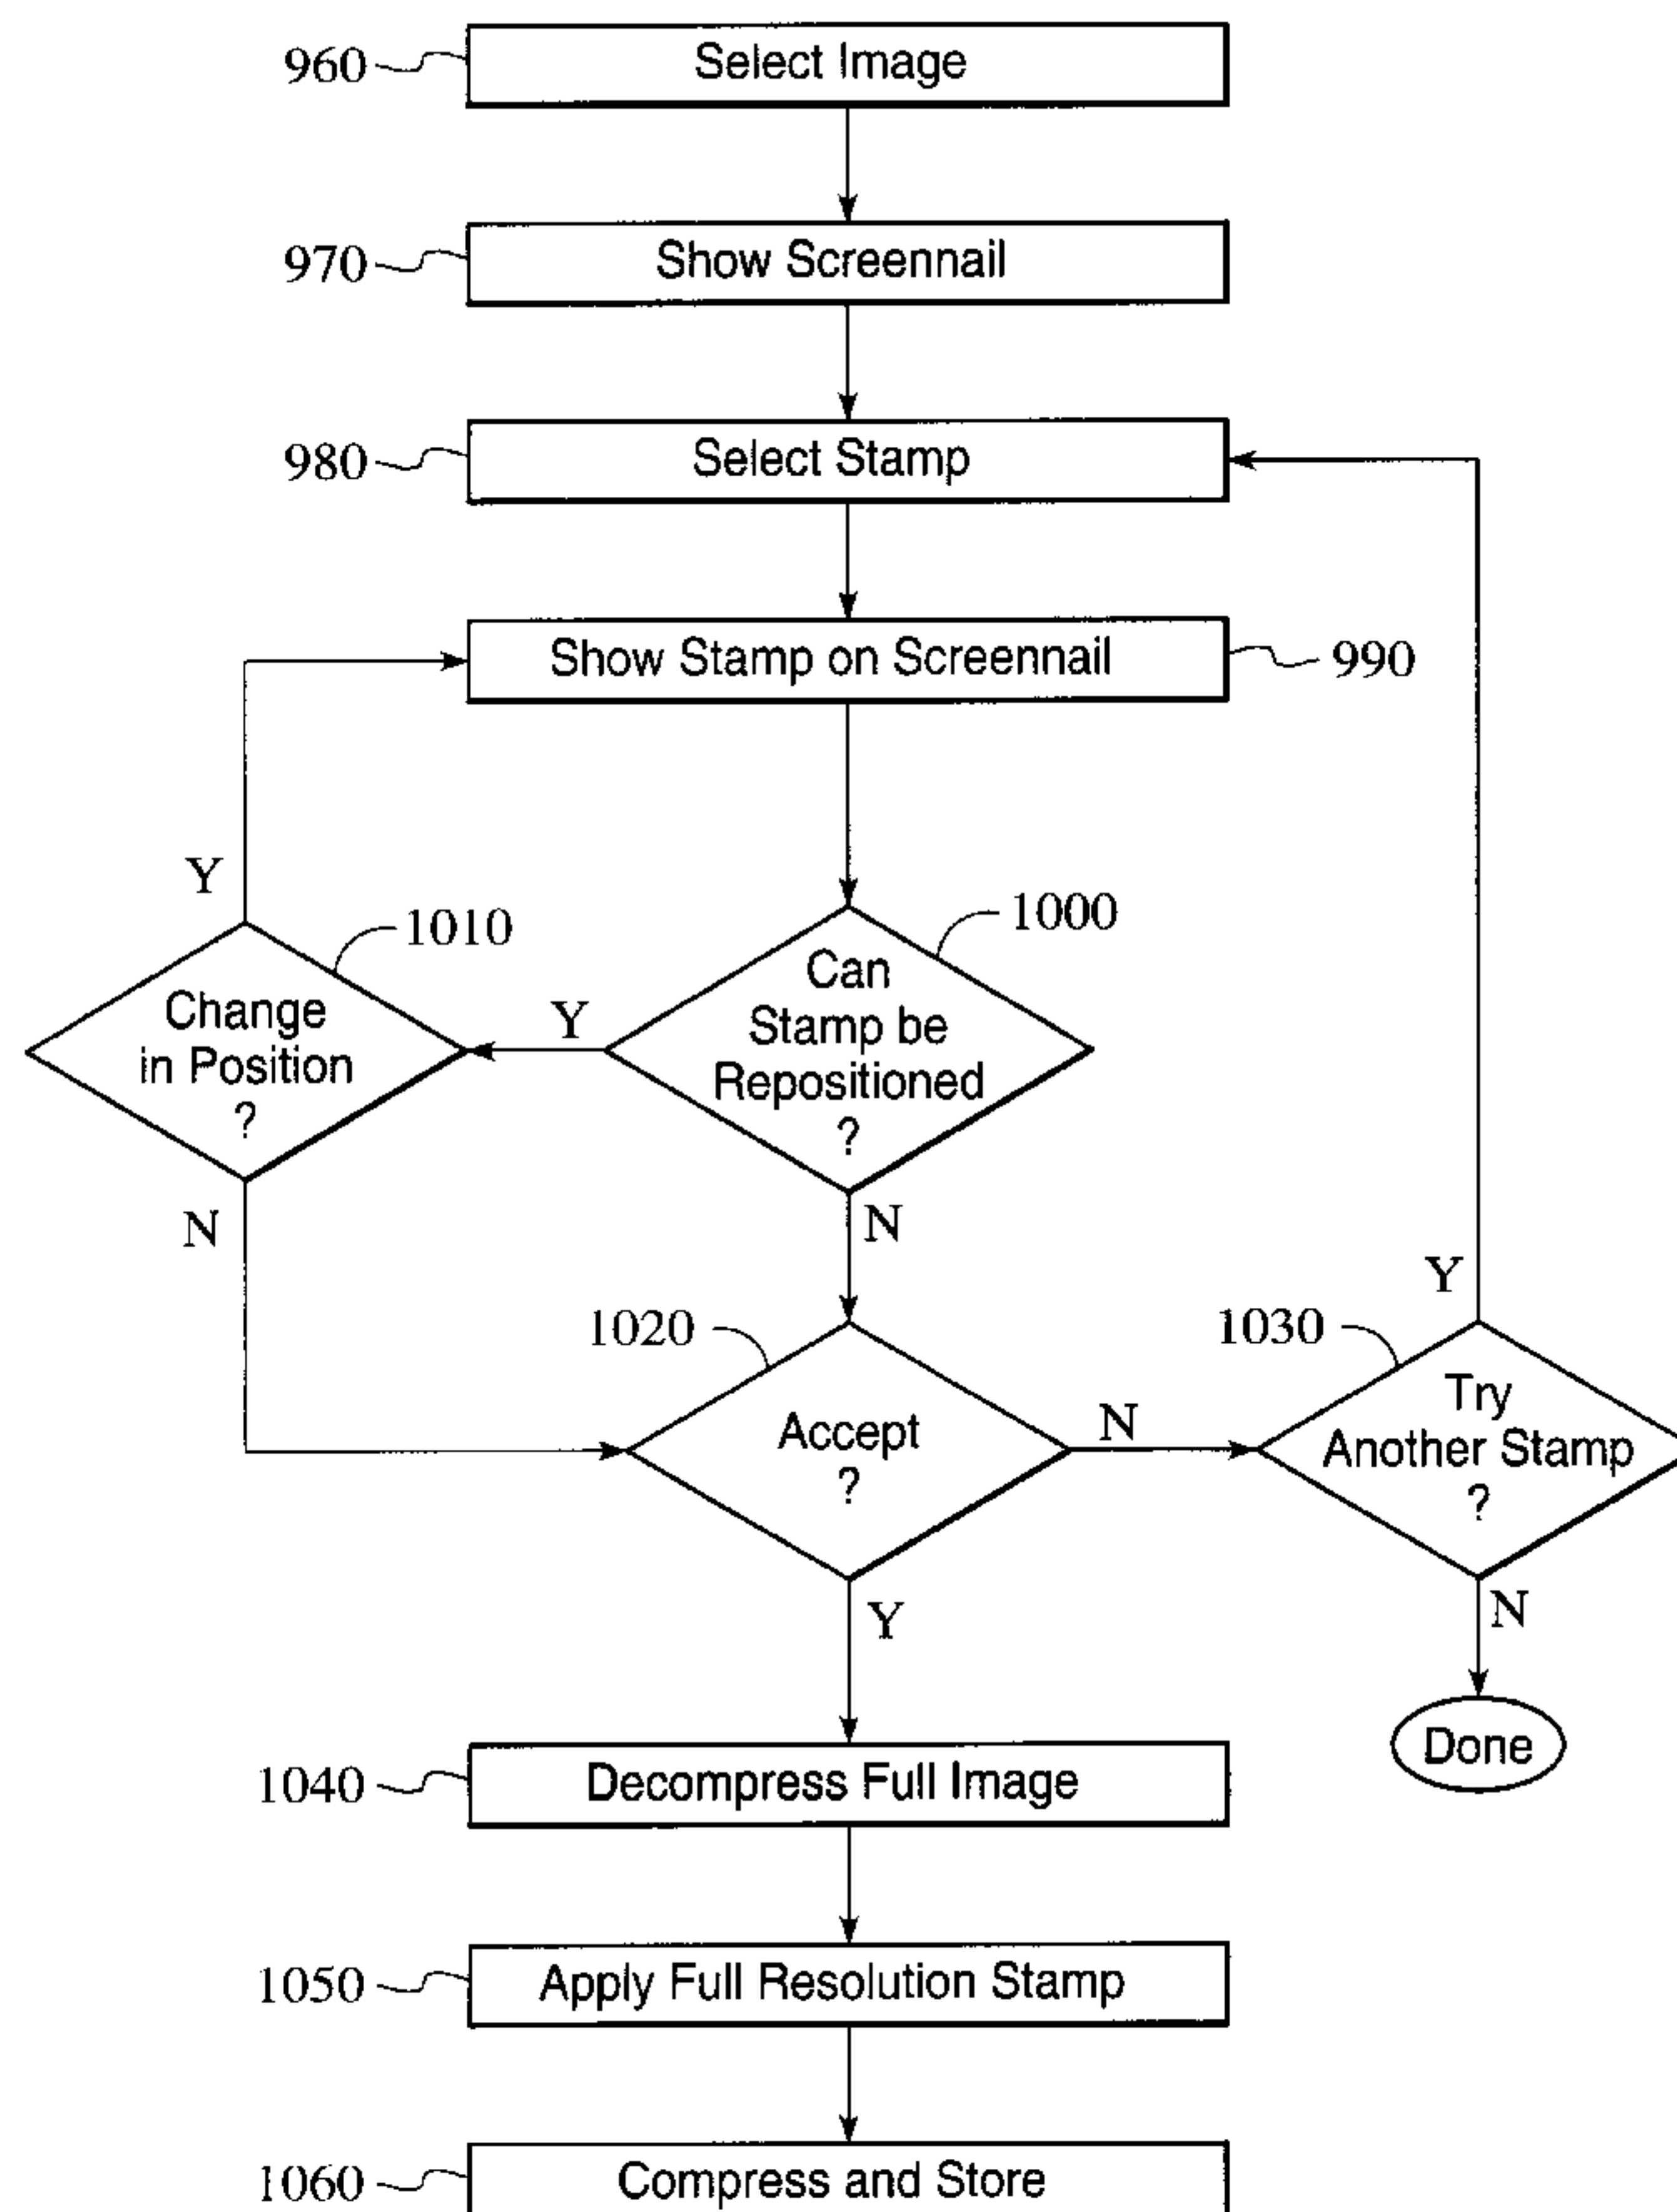 960
Select Image
970
Show Screennail
980
Select Stamp
Show Stamp on Screennail
990
Y
1010
1000
Change
in Position
?
Y
Can
Stamp be
Repositioned
?
N
N
1020
Accept
?
N
Y
1030
Try
Another Stamp
?
Y
N
Done
1040
Decompress Full Image
1050
Apply Full Resolution Stamp
1060
Compress and Store